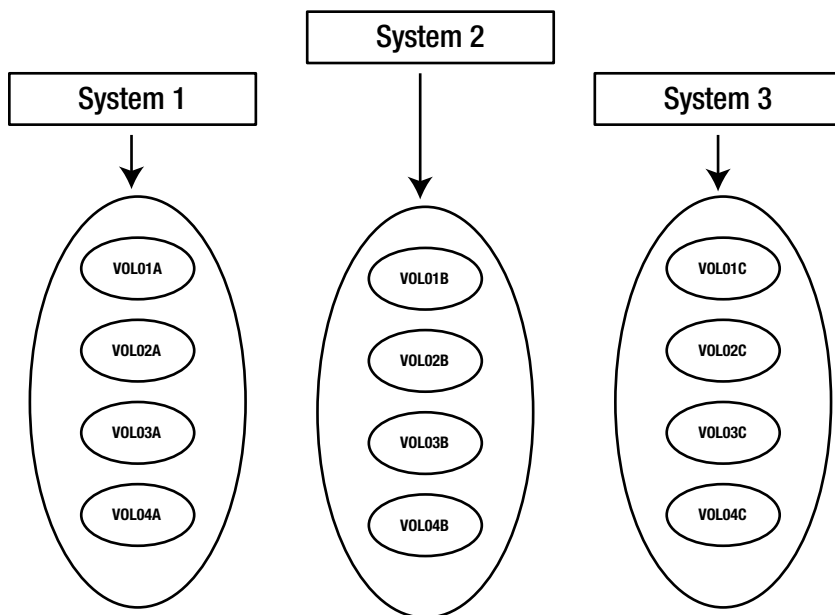 System 2
System 1
System 3
VOL01A
VOL02A
VOL03A
VOL04A
VOL01B
VOL02B
VOL03B
VOL04B
VOL01C
VOL02C
VOL03C
VOL04C